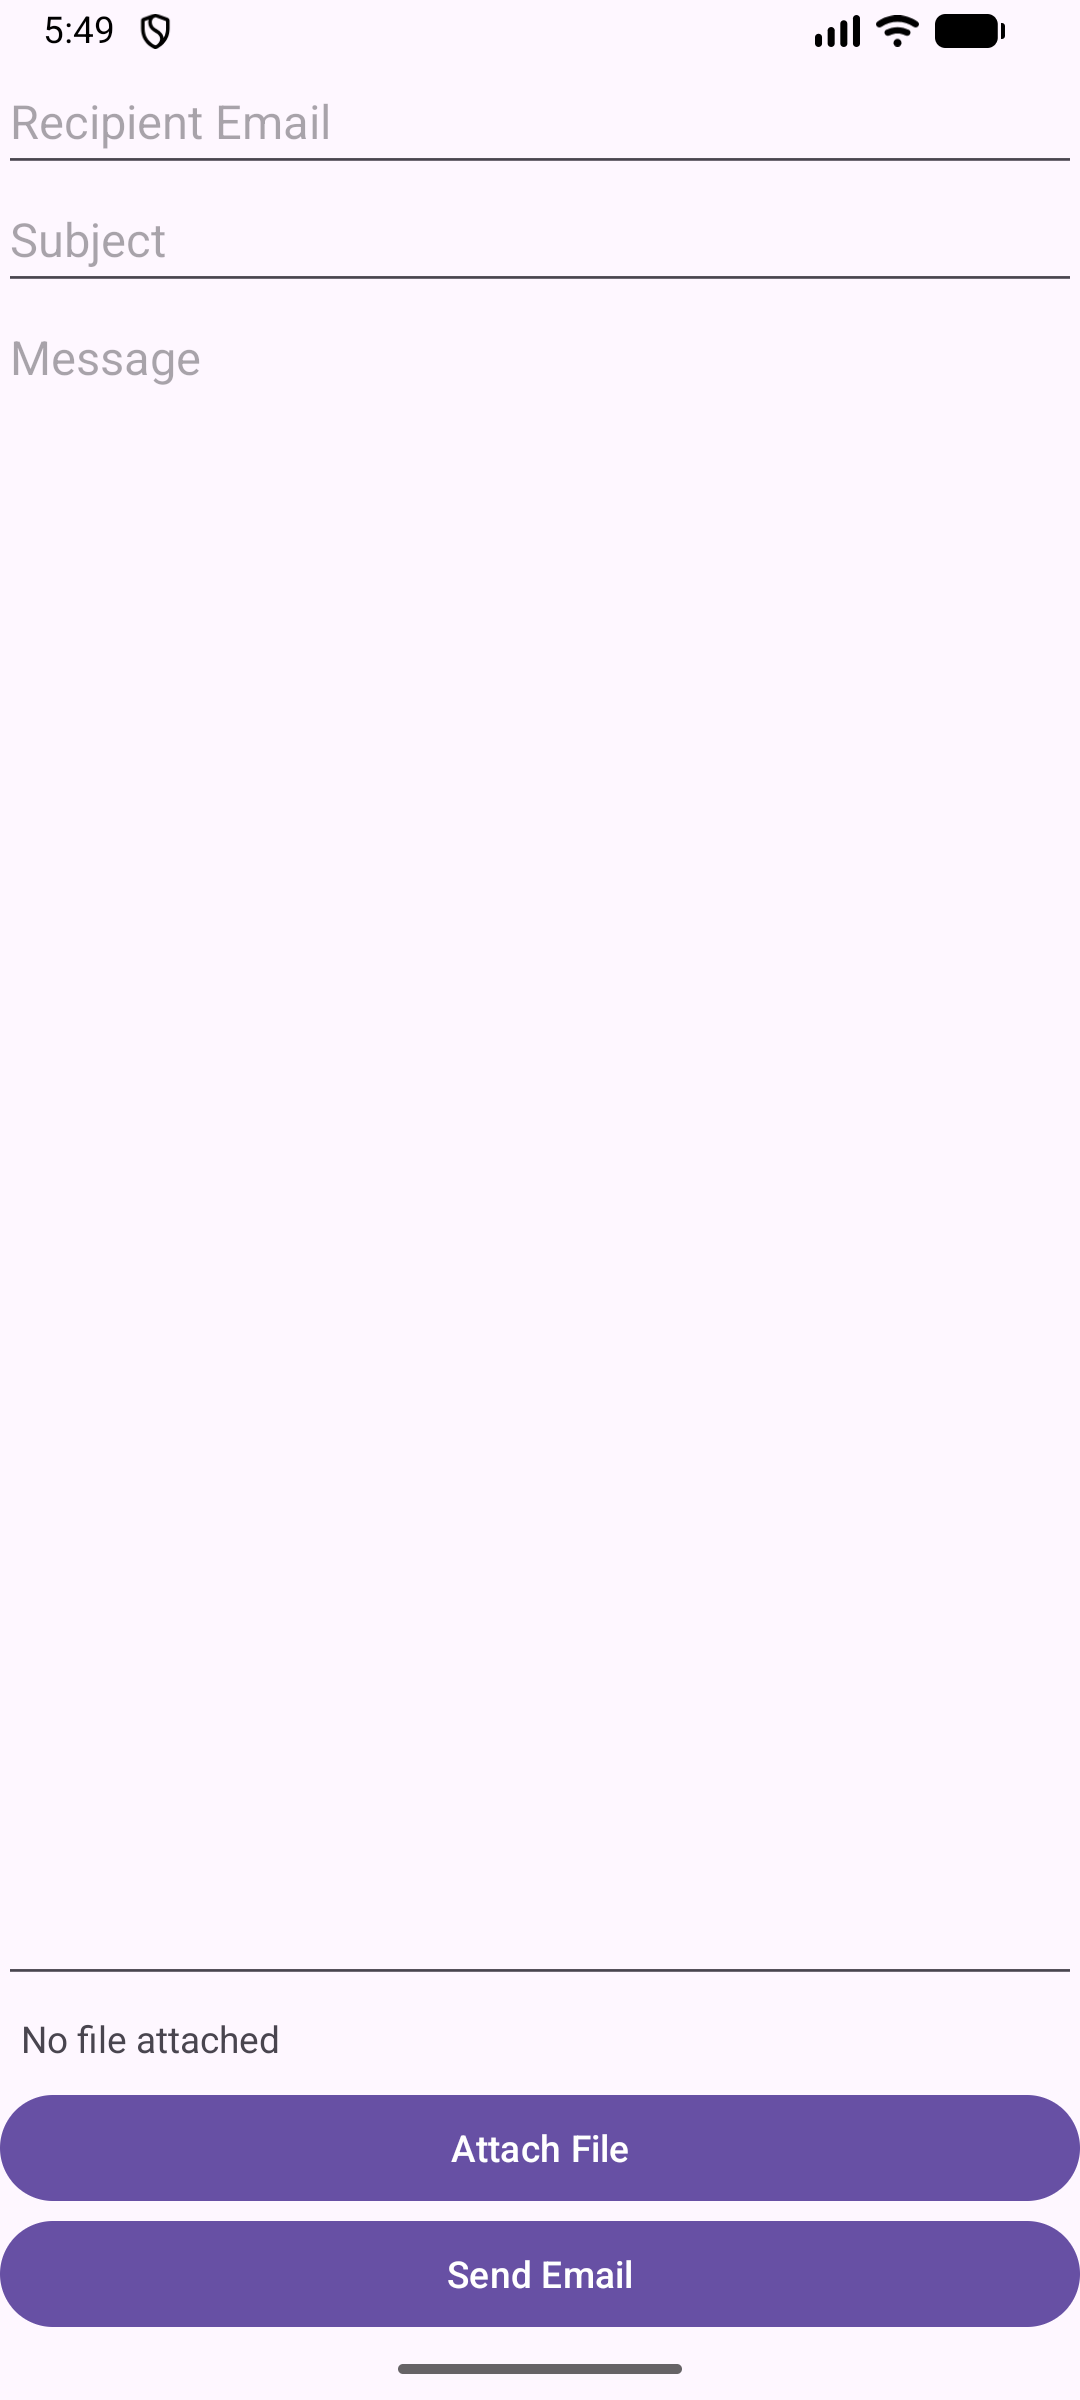 5:49
Recipient Email
Subject
Message
No file attached
Attach File
Send Email